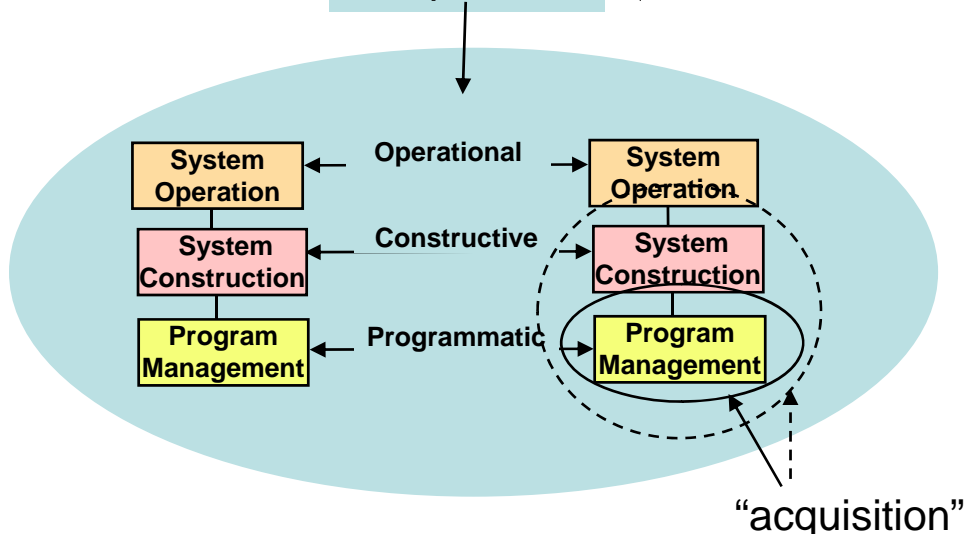 System
Operation
Operational
System
Operation
System
Construction
Constructive
System
Construction
Program
Management
Programmatic
Program
Management
“acquisition”